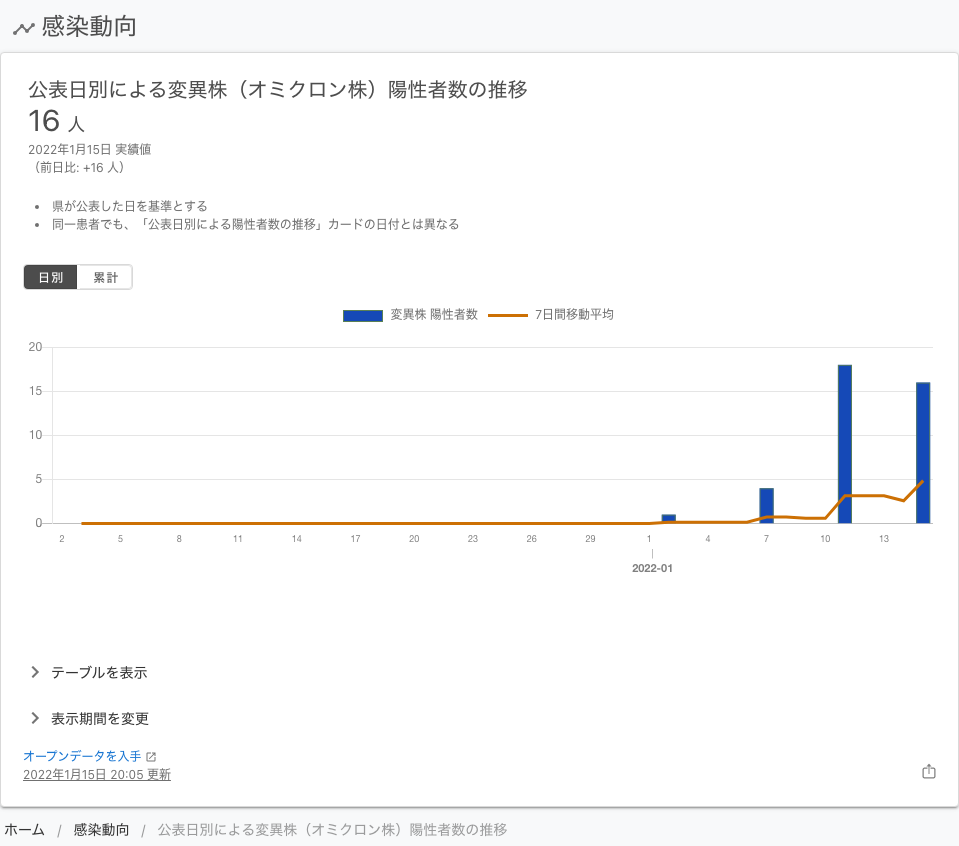 感染動向
公表日別による変異株（オミクロン株）陽性者数の推移
16 人
2022年1月15日 実績値
（前日比: +16 人）
県が公表した日を基準とする
同一患者でも、「公表日別による陽性者数の推移」カードの日付とは異なる
日別 累計
変異株 陽性者数 7日間移動平均
20
15
10
5
0
2 5 8 11 14 17 20 23 26 29 1 4 7 10 13
2022-01
テーブルを表示
表示期間を変更
オープンデータを入手
2022年1月15日 20:05 更新
ホーム / 感染動向 / 公表日別による変異株（オミクロン株）陽性者数の推移